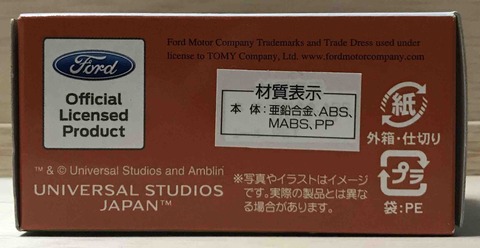 Ford
Official
Licensed
Product
Ford Motor Company Trademarks and Trade Dress used under
license to TOMY Company, Ltd. www.fordmotorcompany.com
材質表示
本 体:亜鉛合金、ABS、
MABS、PP
紙
外箱・仕切り
プラ
袋:PE
™ & © Universal Studios and Amblin
UNIVERSAL STUDIOS
JAPAN™
※写真やイラストはイメージ
です。実際の製品とは異な
る場合があります。